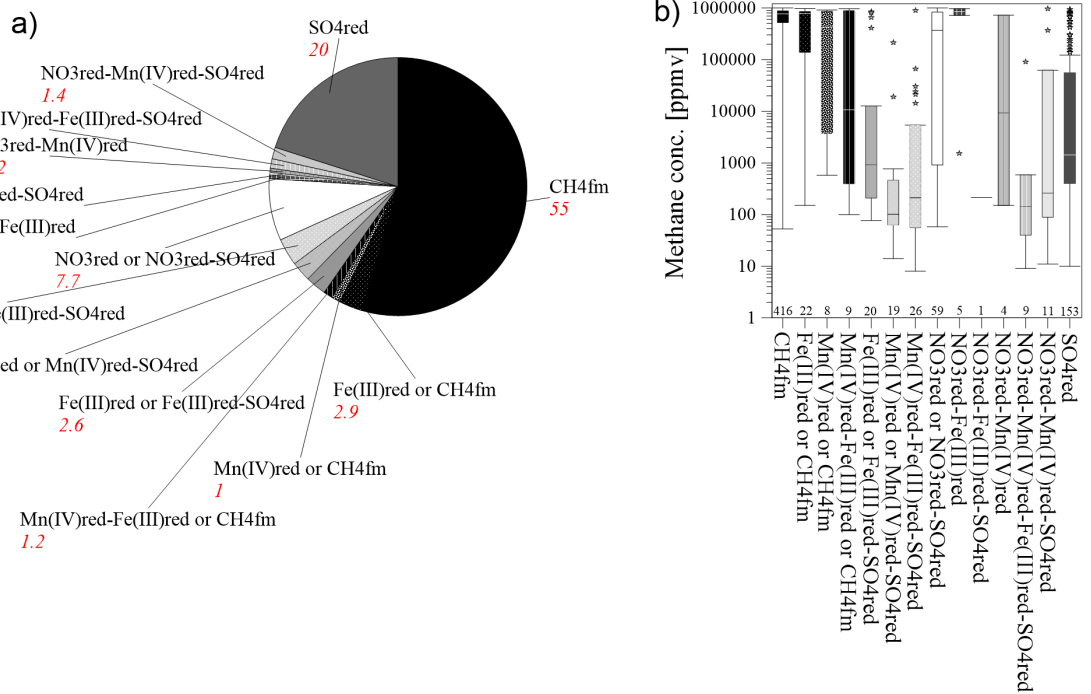 a)
SO4red
20
NO3red-Mn(IV)red-SO4red
1.4
IV)red-Fe(III)red-SO4red
3red-Mn(IV)red
2
ed-SO4red
Fe(III)red
NO3red or NO3red-SO4red
7.7
e(III)red-SO4red
ed or Mn(IV)red-SO4red
Fe(III)red or Fe(III)red-SO4red
2.6
Mn(IV)red-Fe(III)red or CH4fm
1.2
Mn(IV)red or CH4fm
1
Fe(III)red or CH4fm
2.9
CH4fm
55
b)
Methane conc. [ppmv]
1000000
100000
10000
1000
100
10
1
416 22 8 9 20 19 26 59 5 1 4 9 11 153
CH4fm
Fe(III)red or CH4fm
Mn(IV)red or CH4fm
Mn(IV)red-Fe(III)red or CH4fm
Fe(III)red or Fe(III)red-SO4red
Mn(IV)red or Mn(IV)red-SO4red
Mn(IV)red-Fe(III)red-SO4red
NO3red or NO3red-SO4red
NO3red-Fe(III)red
NO3red-Fe(III)red-SO4red
NO3red-Mn(IV)red
NO3red-Mn(IV)red-Fe(III)red-SO4red
NO3red-Mn(IV)red-SO4red
SO4red